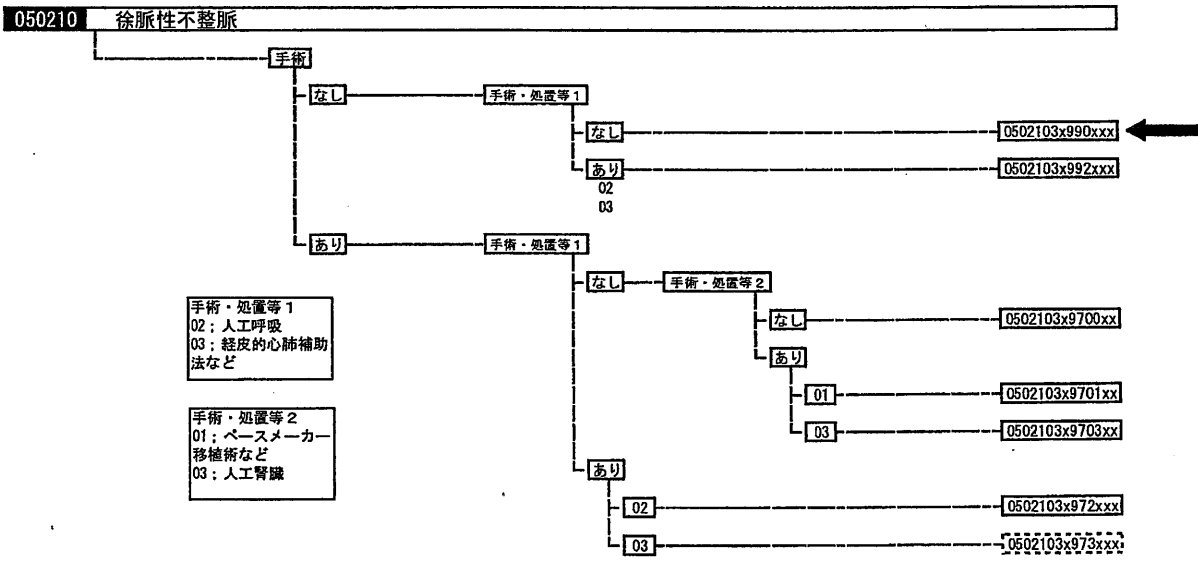 050210 徐脈性不整脈
手術
なし 手術・処置等1
なし 0502103x990xxx
あり 0502103x992xxx
02
03
あり 手術・処置等1
なし 手術・処置等2
なし 0502103x9700xx
あり
01 0502103x9701xx
03 0502103x9703xx
あり
02 0502103x972xxx
03 0502103x973xxx
手術・処置等1
02;人工呼吸
03;経皮的心肺補助
法など
手術・処置等2
01;ペースメーカー
移植術など
03;人工腎臓